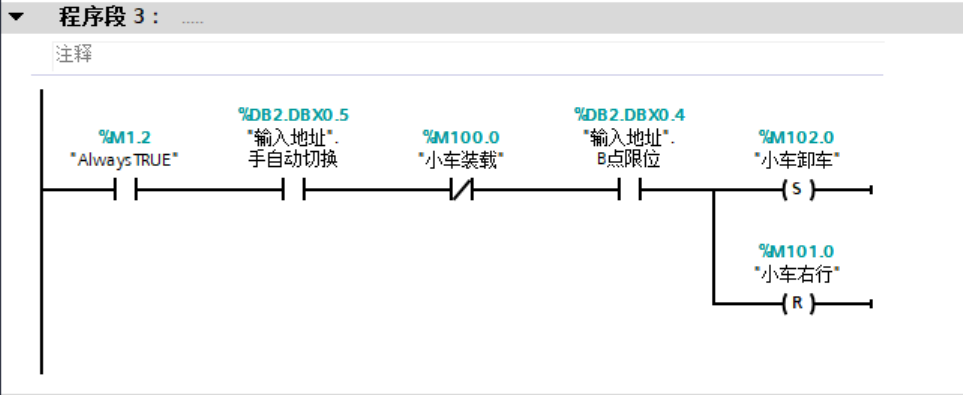 程序段 3： .....
注释
%M1.2
"AlwaysTRUE"
%DB2.DBX0.5
"输入地址".
手自动切换
%M100.0
"小车装载"
%DB2.DBX0.4
"输入地址".
B点限位
%M102.0
"小车卸车"
S
%M101.0
"小车右行"
R